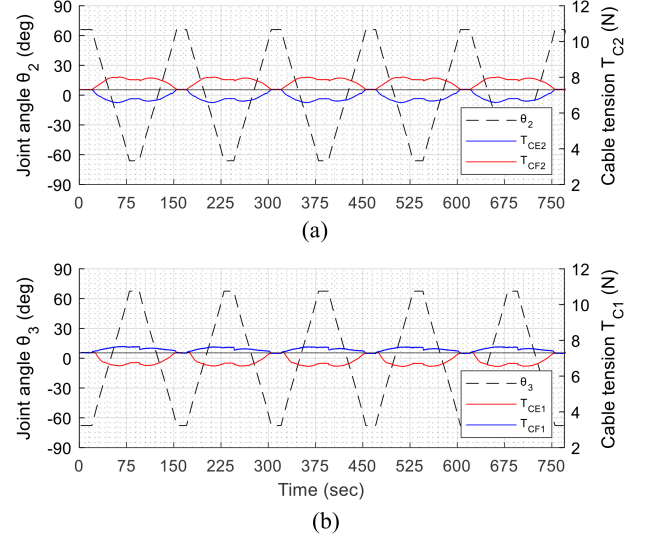 90
60
30
0
-30
-60
-90
Joint angle θ2 (deg)
12
10
8
6
4
2
Cable tension TC2 (N)
θ2
TCE2
TCF2
0 75 150 225 300 375 450 525 600 675 750
(a)
90
60
30
0
-30
-60
-90
Joint angle θ3 (deg)
12
10
8
6
4
2
Cable tension TC1 (N)
θ3
TCE1
TCF1
0 75 150 225 300 375 450 525 600 675 750
Time (sec)
(b)